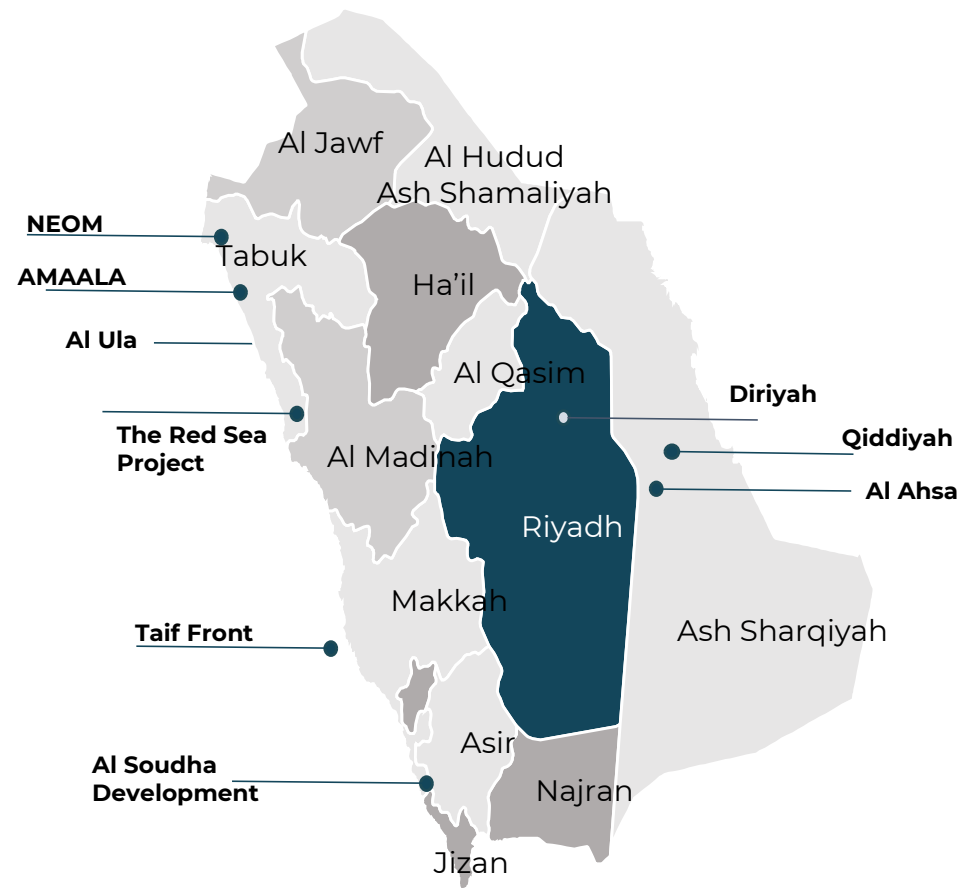 Al Jawf
Al Hudud
Ash Shamaliyah
NEOM
Tabuk
AMAALA
Ha’il
Al Ula
Al Qasim
Diriyah
The Red Sea
Project
Qiddiyah
Al Madinah
Al Ahsa
Riyadh
Makkah
Taif Front
Ash Sharqiyah
Asir
Al Soudha
Development
Najran
Jizan